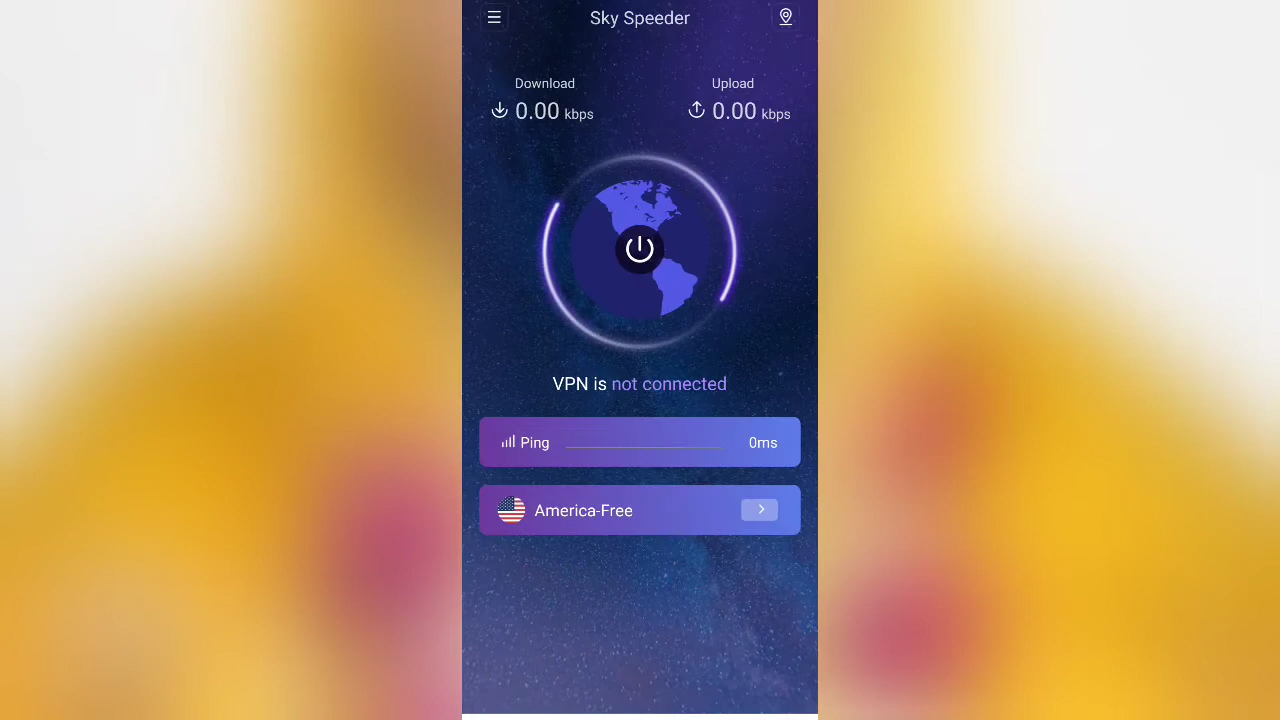 Sky Speeder
Download
Upload
0.00 kbps
0.00 kbps
VPN is not connected
Ping
0ms
America-Free